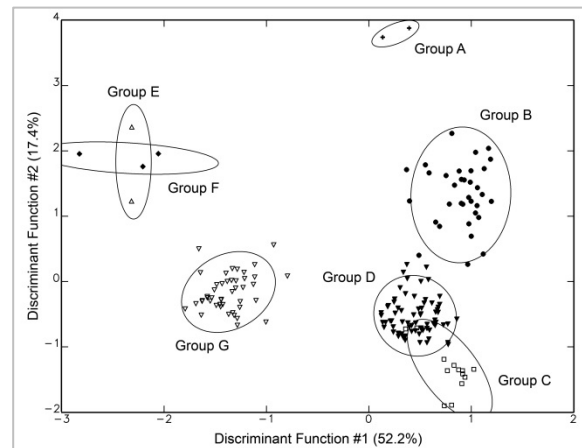 4
Group A
Group E
3
Group B
Discriminant Function #2 (17.4%)
2
Group F
1
Group D
0
Group G
−1
Group C
−2
−3
−2
−1
0
1
2
Discriminant Function #1 (52.2%)